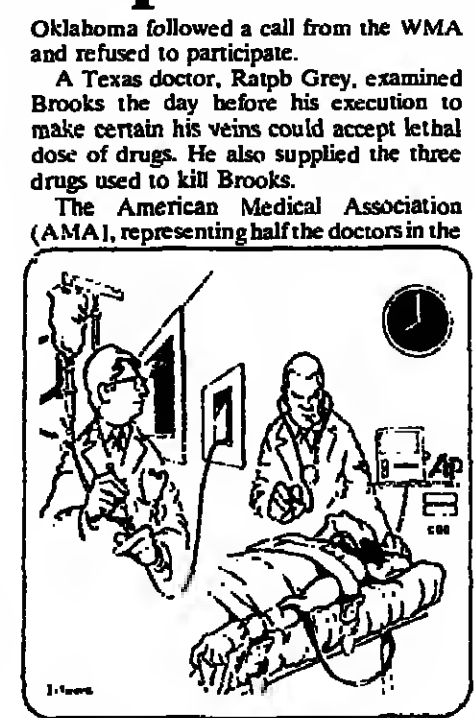 Oklahoma followed a call from the WMA
and refused to participate.
A Texas doctor, Ratpb Grey, examined
Brooks the day before his execution to
make certain his veins could accept lethal
dose of drugs. He also supplied the three
drugs used to kill Brooks.
The American Medical Association
(AMA], representing half the doctors in the